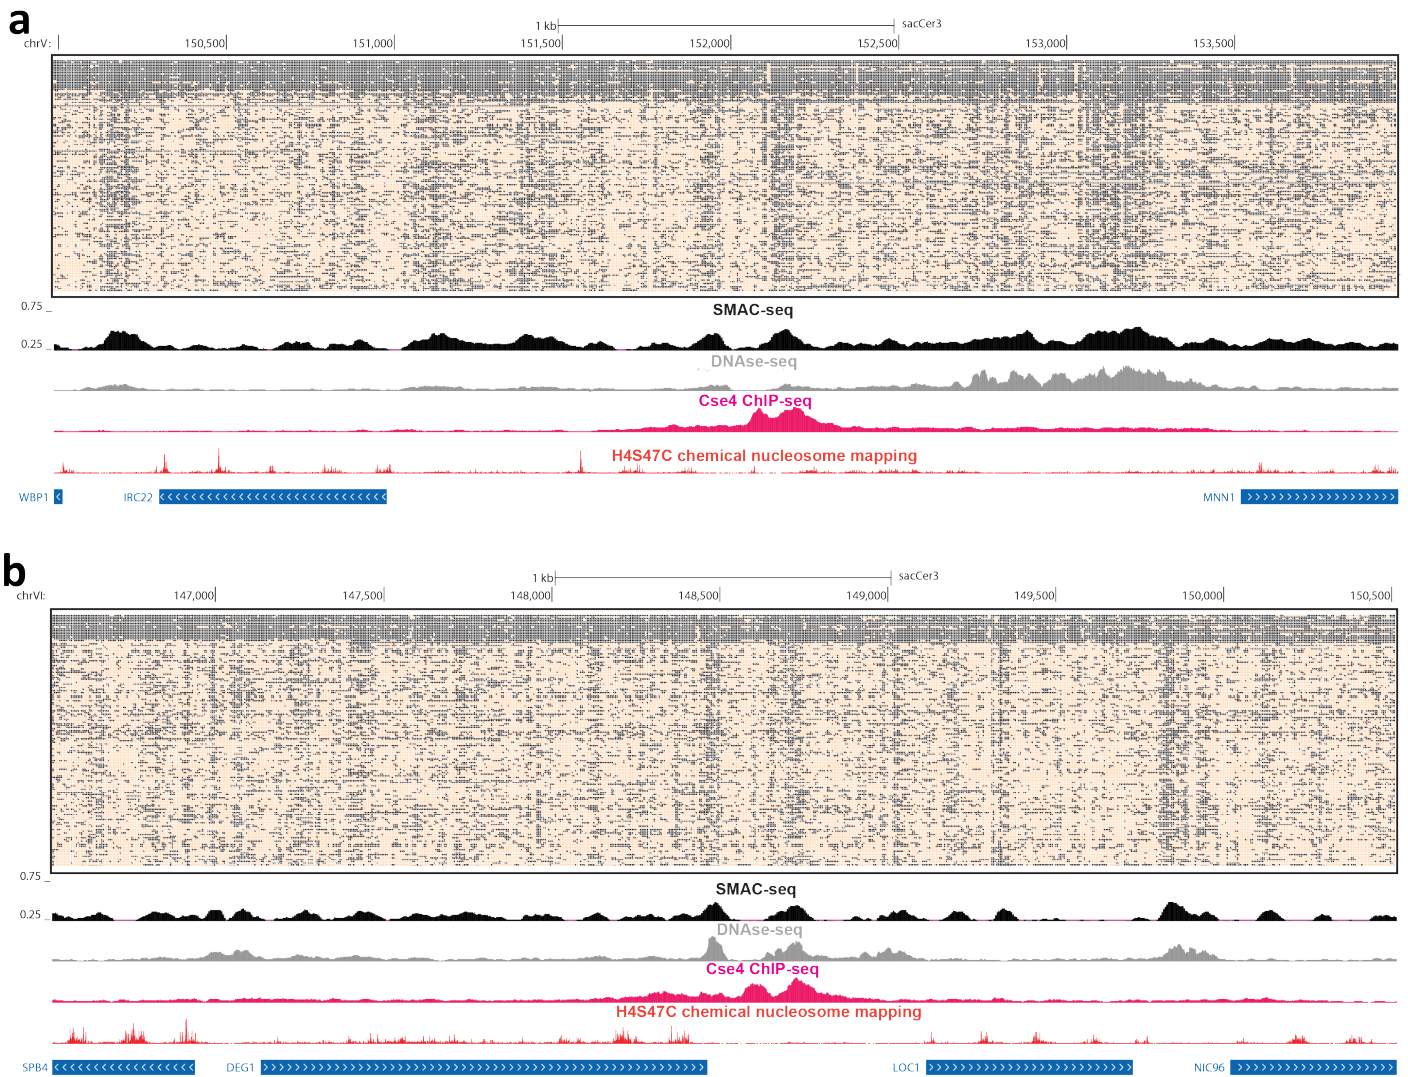 a
1 kb sacCer3
chrV: 150,500 151,000 151,500 152,000 152,500 153,000 153,500
0.75
SMAC-seq
0.25
DNAse-seq
Cse4 ChIP-seq
H4S47C chemical nucleosome mapping
WBP1 IRC22 MNN1
b
1 kb sacCer3
chrVI: 147,000 147,500 148,000 148,500 149,000 149,500 150,000 150,500
0.75
SMAC-seq
0.25
DNAse-seq
Cse4 ChIP-seq
H4S47C chemical nucleosome mapping
SPB4 DEG1 LOC1 NIC96